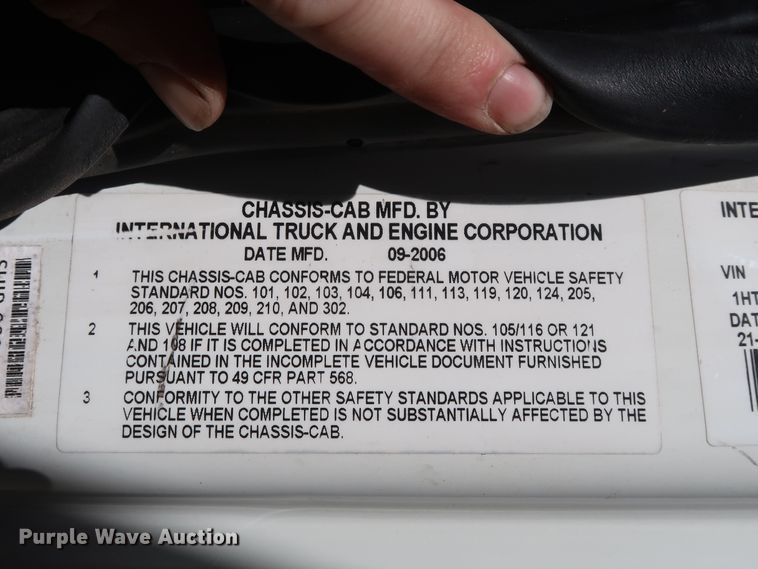 CHASSIS-CAB MFD. BY
INTERNATIONAL TRUCK AND ENGINE CORPORATION
DATE MFD. 09-2006
1 THIS CHASSIS-CAB CONFORMS TO FEDERAL MOTOR VEHICLE SAFETY
STANDARD NOS. 101, 102, 103, 104, 106, 111, 113, 119, 120, 124, 205,
206, 207, 208, 209, 210, AND 302.
2 THIS VEHICLE WILL CONFORM TO STANDARD NOS. 105/116 OR 121
AND 108 IF IT IS COMPLETED IN ACCORDANCE WITH INSTRUCTIONS
CONTAINED IN THE INCOMPLETE VEHICLE DOCUMENT FURNISHED
PURSUANT TO 49 CFR PART 568.
3 CONFORMITY TO THE OTHER SAFETY STANDARDS APPLICABLE TO THIS
VEHICLE WHEN COMPLETED IS NOT SUBSTANTIALLY AFFECTED BY THE
DESIGN OF THE CHASSIS-CAB.
INTE
VIN
1HT
DAT
21-
Purple Wave Auction